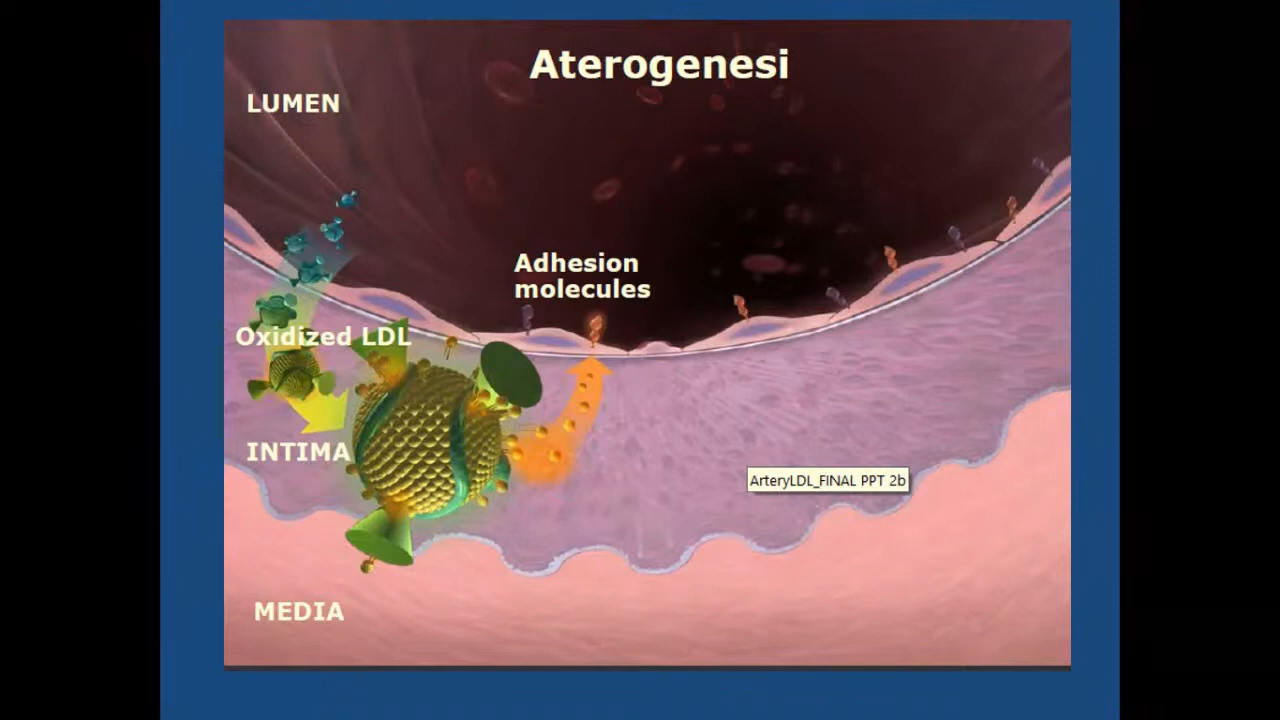 Aterogenesi
LUMEN
Adhesion
molecules
Oxidized LDL
INTIMA
ArteryLDL_FINAL PPT 2b
MEDIA